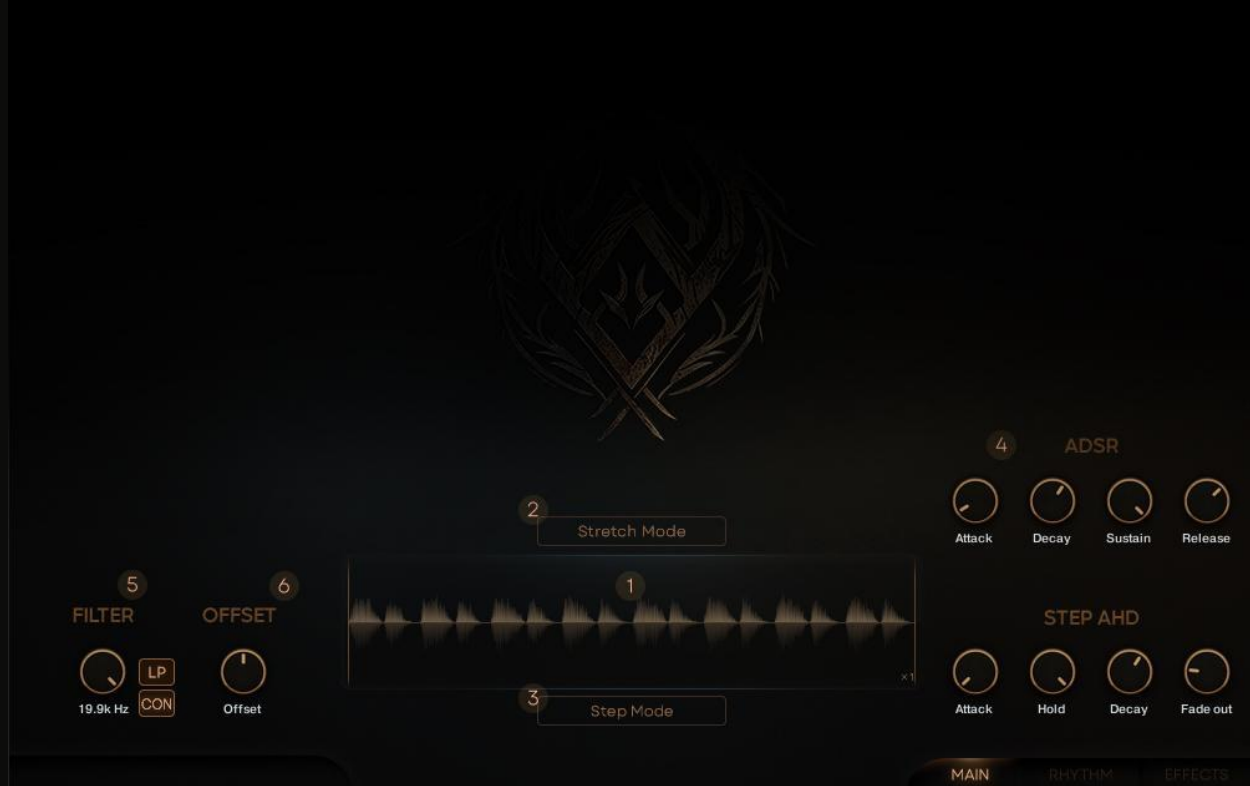 4 ADSR
Attack Decay Sustain Release
2
Stretch Mode
5 6 1
FILTER OFFSET STEP AHD
LP
CON
×1
19.9k Hz Offset Attack Hold Decay Fade out
3
Step Mode
MAIN RHYTHM EFFECTS